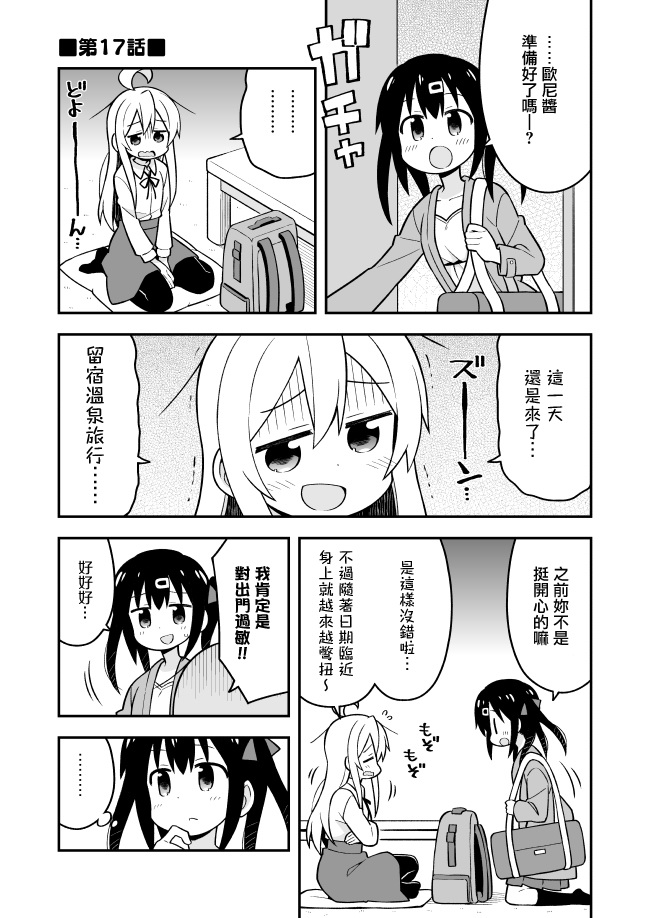 ■第17話■
……歐尼醬
準備好了嗎—?
ガチャ
…………
どよーん…
這一天
還是來了…
ズーン…
留宿溫泉旅行……
之前妳不是
挺開心的嘛
是這樣沒錯啦…
不過隨著日期臨近
身上就越來越彆扭～
もぞ
もぞ
我肯定是
對出門過敏!!
好好好…
………